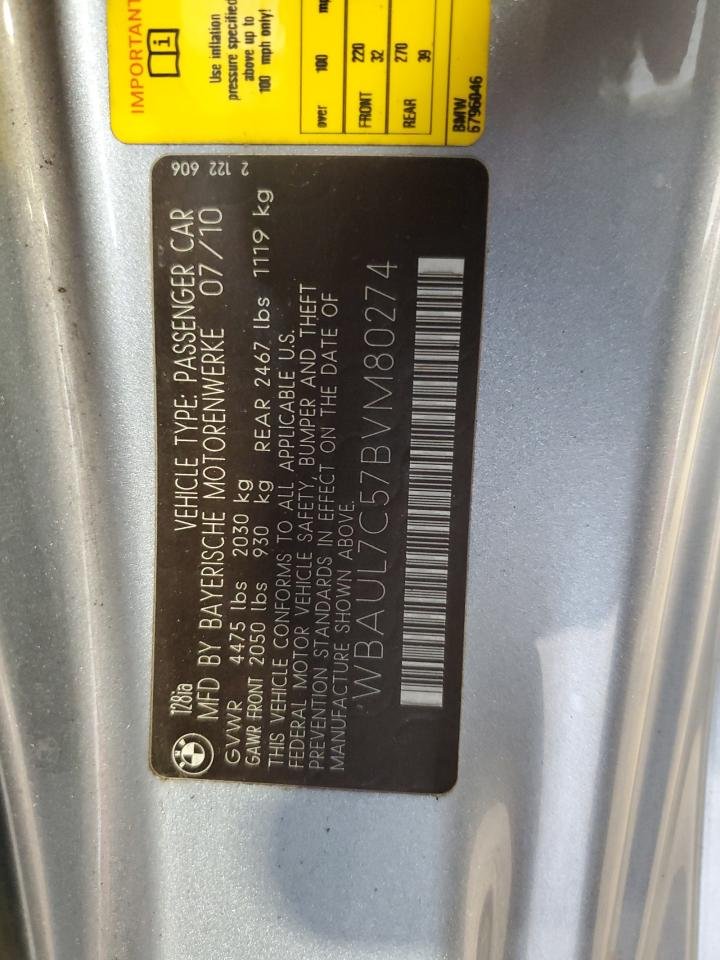 IMPORTANT
Use inflation
pressure specified
above up to
100 mph only!
over 100 mp
FRONT 220
32
REAR 270
39
BMW
6796046
128ia
VEHICLE TYPE: PASSENGER CAR
2 122 606
MFD BY BAYERISCHE MOTORENWERKE 07/10
GVWR 4475 lbs 2030 kg
GAWR FRONT 2050 lbs 930 kg REAR 2467 lbs 1119 kg
THIS VEHICLE CONFORMS TO ALL APPLICABLE U.S.
FEDERAL MOTOR VEHICLE SAFETY, BUMPER AND THEFT
PREVENTION STANDARDS IN EFFECT ON THE DATE OF
MANUFACTURE SHOWN ABOVE.
WBAUL7C57BVM80274